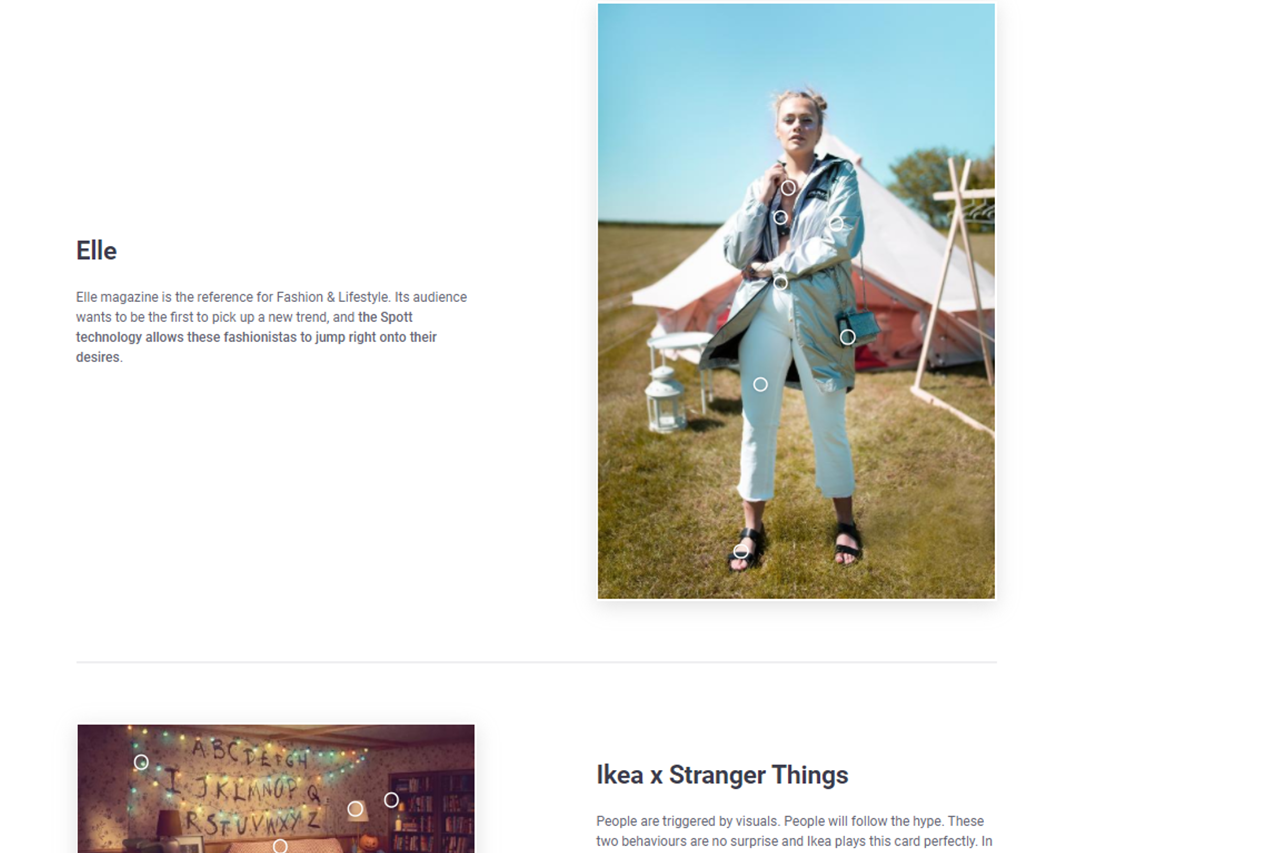 Elle
Elle magazine is the reference for Fashion & Lifestyle. Its audience
wants to be the first to pick up a new trend, and the Spott
technology allows these fashionistas to jump right onto their
desires.
A B C D E F G H
I J K L M N O P Q
R S T U V W X Y Z
Ikea x Stranger Things
People are triggered by visuals. People will follow the hype. These
two behaviours are no surprise and Ikea plays this card perfectly. In